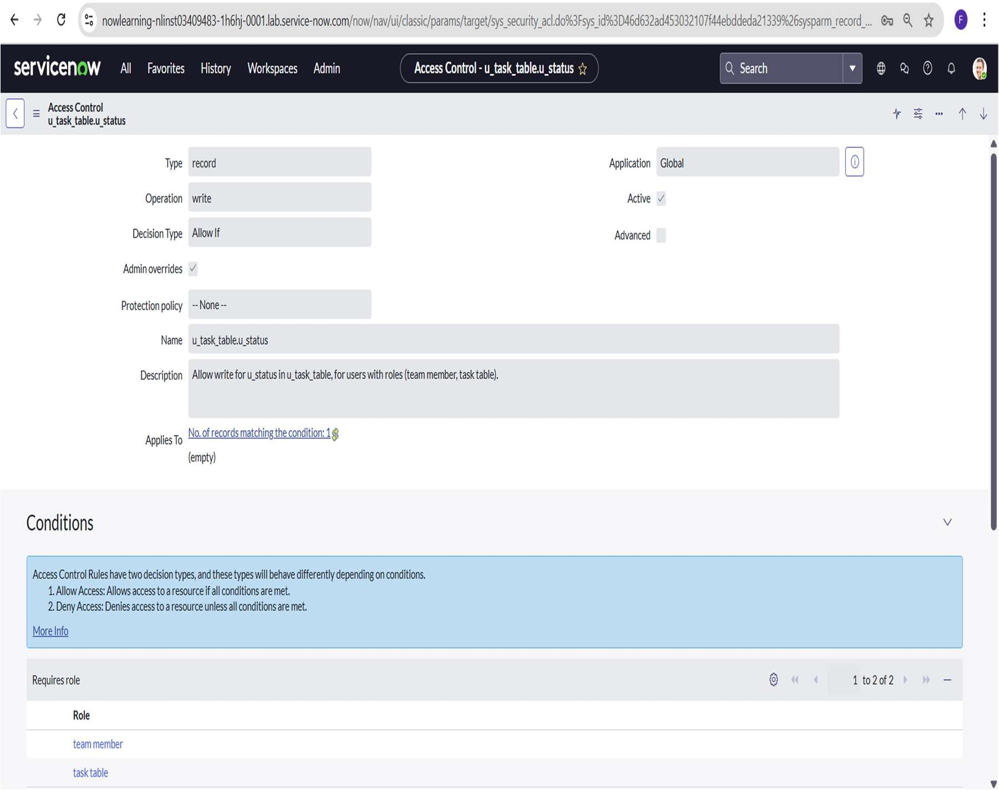 nowlearning-nlinst03409483-1h6hj-0001.lab.service-now.com/now/nav/ui/classic/params/target/sys_security_acl.do%3Fsys_id%3D46d632ad453032107f44ebddeda21339%26sysparm_record_...
F
servicenow All Favorites History Workspaces Admin Access Control - u_task_table.u_status Search
Access Control
u_task_table.u_status
Type record Application Global
Operation write Active
Decision Type Allow If Advanced
Admin overrides
Protection policy -- None --
Name u_task_table.u_status
Description Allow write for u_status in u_task_table, for users with roles (team member, task table).
Applies To No. of records matching the condition: 1
(empty)
Conditions
Access Control Rules have two decision types, and these types will behave differently depending on conditions.
1. Allow Access: Allows access to a resource if all conditions are met.
2. Deny Access: Denies access to a resource unless all conditions are met.
More Info
Requires role 1 to 2 of 2
Role
team member
task table